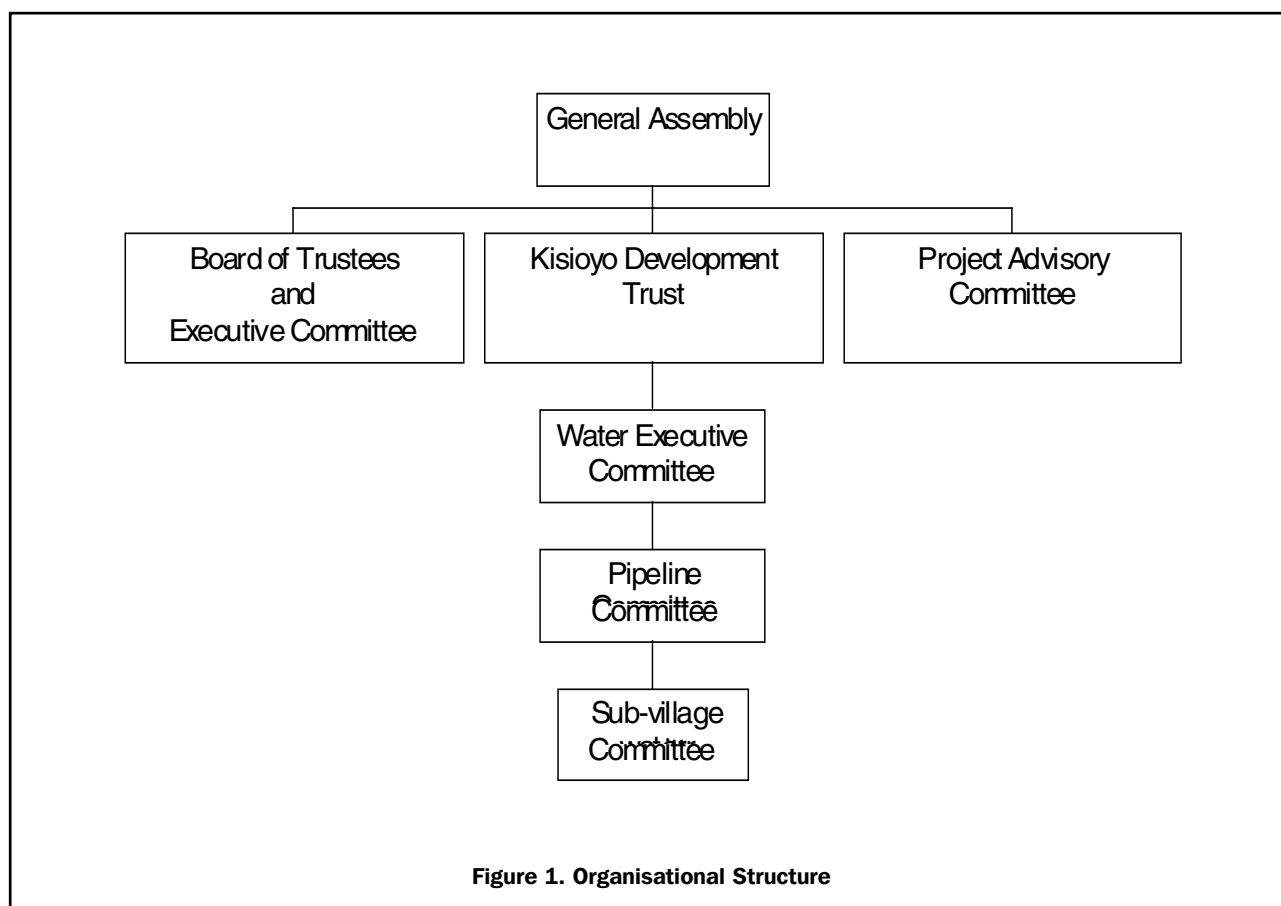 General Assembly
Board of Trustees
and
Executive Committee
Kisioyo Development
Trust
Project Advisory
Committee
Water Executive
Committee
Pipeline
Committee
Sub-village
Committee
Figure 1. Organisational Structure